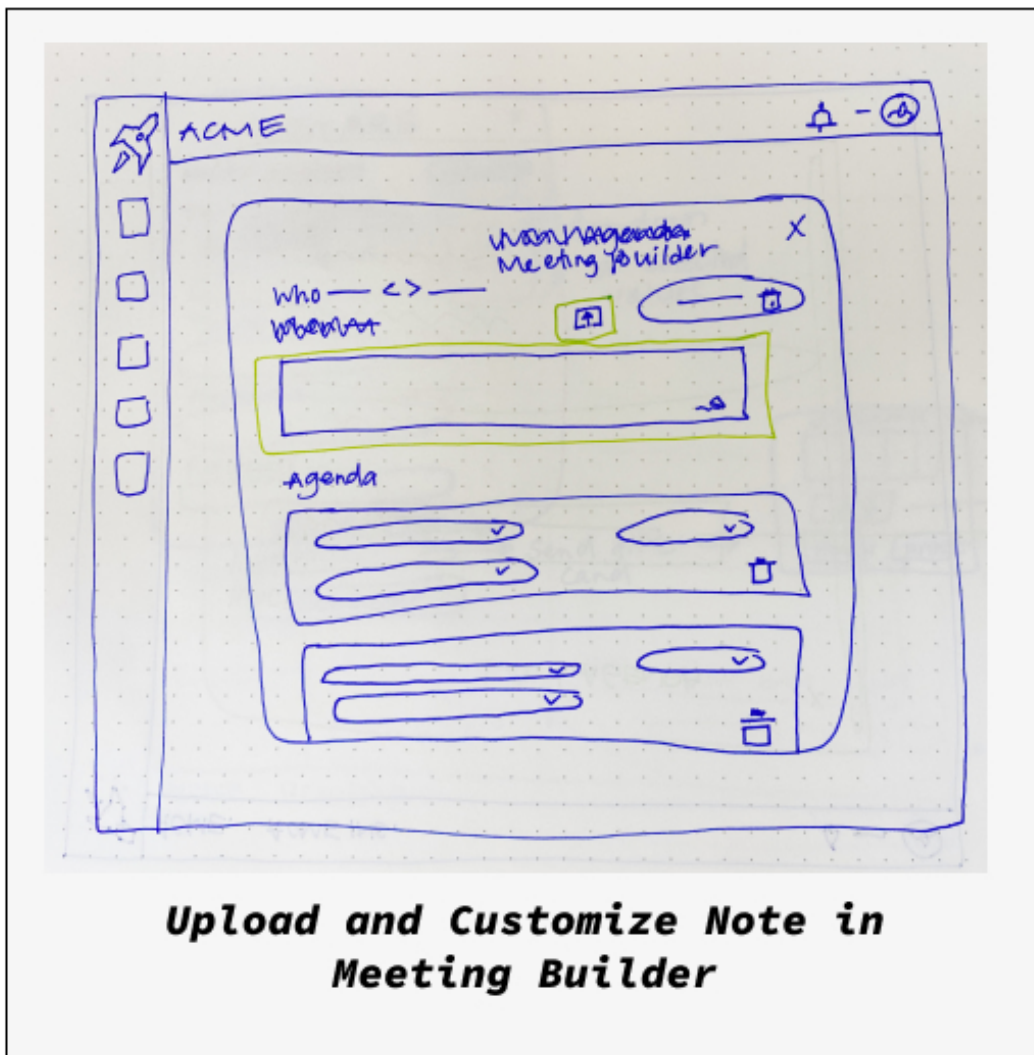 ACME
Meeting Builder
X
Who — < > —
Agenda
Upload and Customize Note in
Meeting Builder